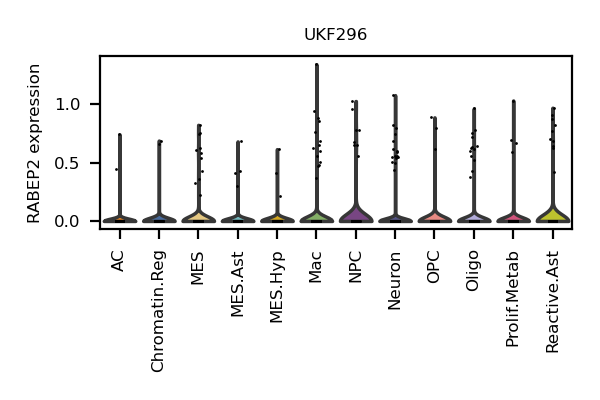 UKF296
RABEP2 expression
1.0
0.5
0.0
AC
Chromatin.Reg
MES
MES.Ast
MES.Hyp
Mac
NPC
Neuron
OPC
Oligo
Prolif.Metab
Reactive.Ast